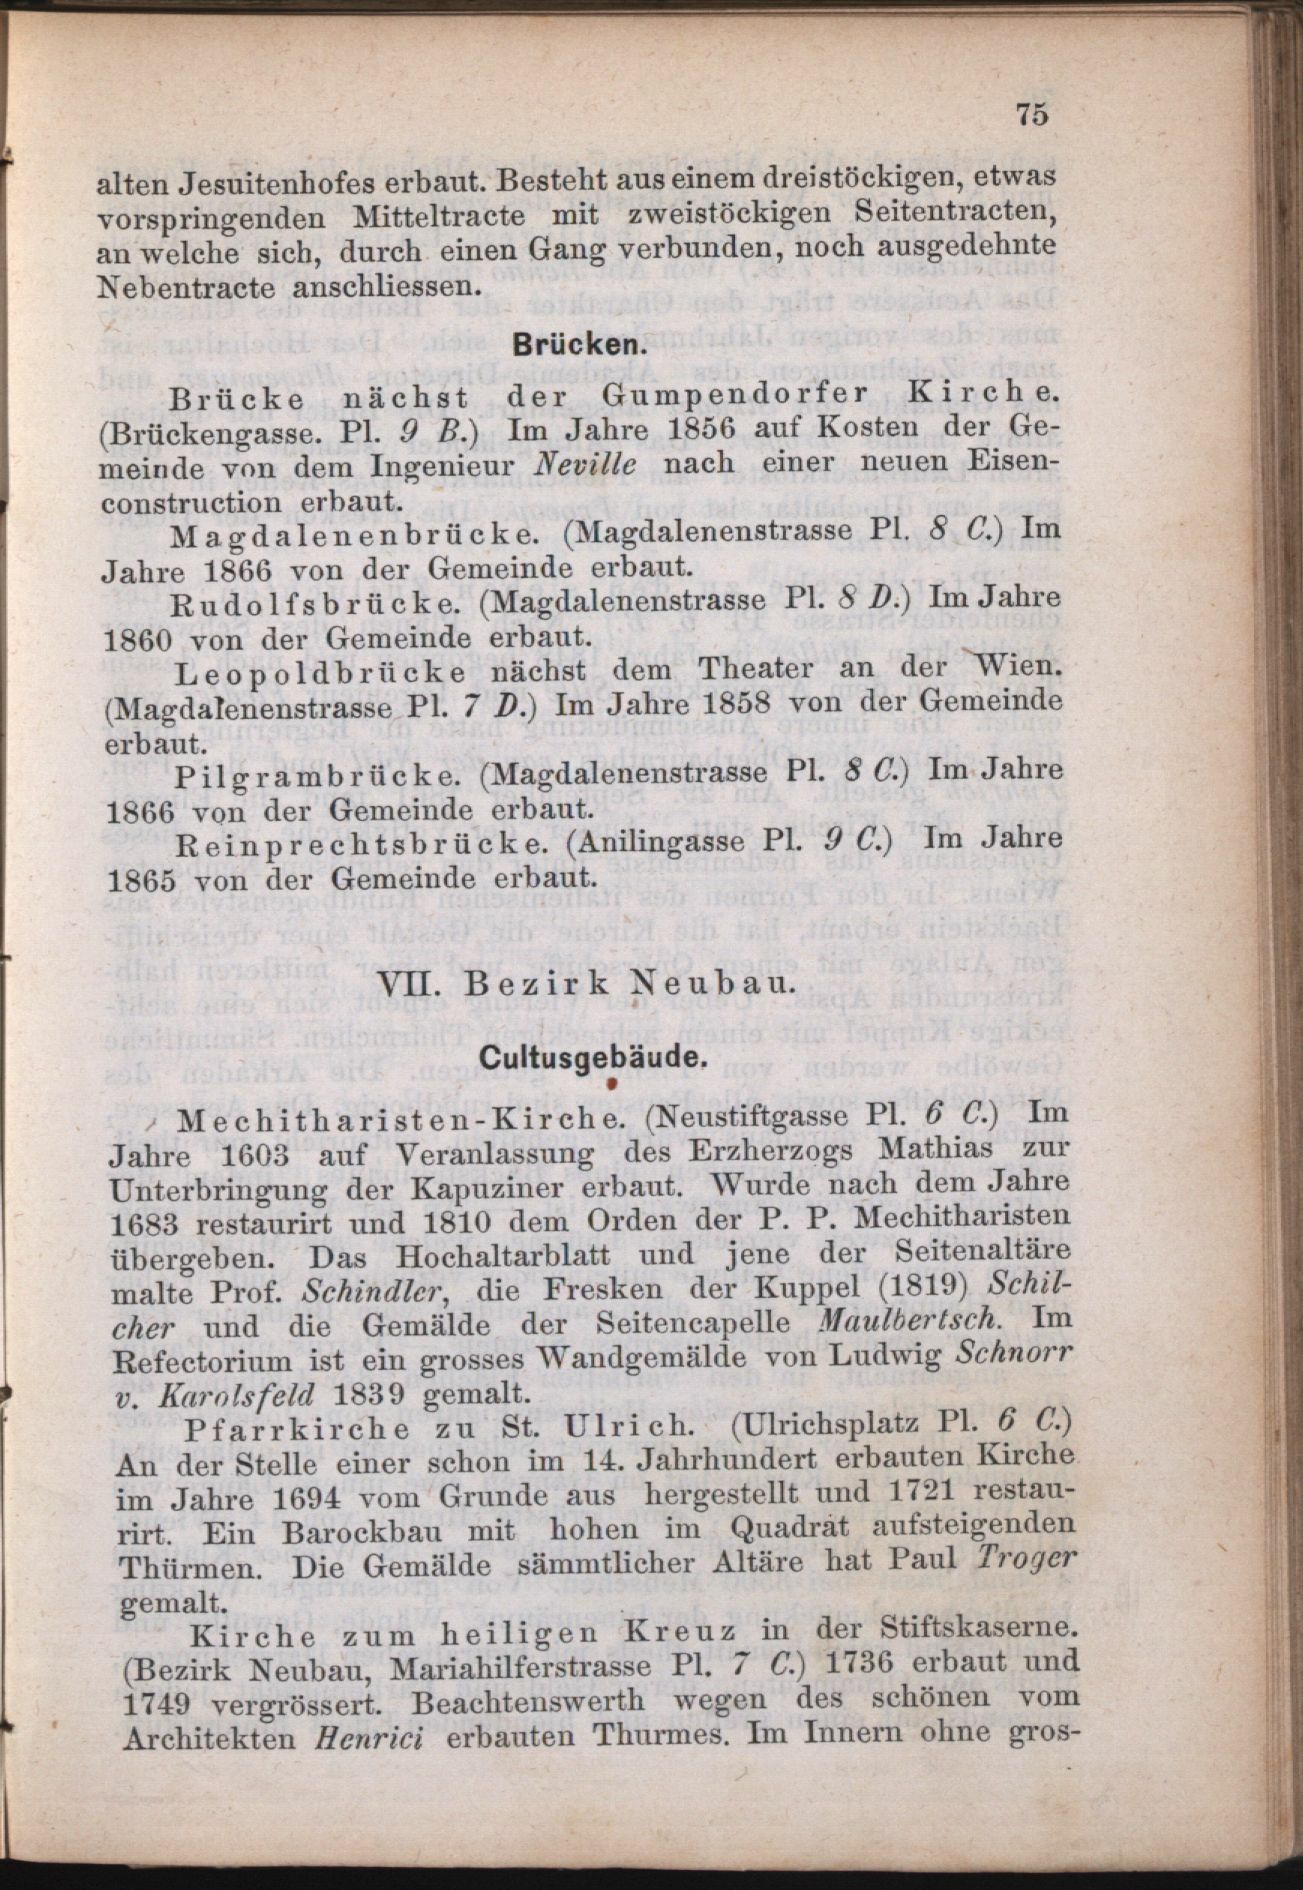 75
alten Jesuitenhofes erbaut. Besteht aus einem dreistöckigen, etwas
vorspringenden Mitteltracte mit zweistöckigen Seitentracten,
an welche sich, durch einen Gang verbunden, noch ausgedehnte
Nebentracte anschliessen.
Brücken.
Brücke nächst der Gumpendorfer Kirche.
(Brückengasse. Pl. 9 B.) Im Jahre 1856 auf Kosten der Ge-
meinde von dem Ingenieur Neville nach einer neuen Eisen-
construction erbaut.
Magdalenenbrücke. (Magdalenenstrasse Pl. 8 C.) Im
Jahre 1866 von der Gemeinde erbaut.
Rudolfsbrücke. (Magdalenenstrasse Pl. 8 D.) Im Jahre
1860 von der Gemeinde erbaut.
Leopoldbrücke nächst dem Theater an der Wien.
(Magdalenenstrasse Pl. 7 D.) Im Jahre 1858 von der Gemeinde
erbaut.
Pilgrambrücke. (Magdalenenstrasse Pl. 8 C.) Im Jahre
1866 von der Gemeinde erbaut.
Reinprechtsbrücke. (Anilingasse Pl. 9 C.) Im Jahre
1865 von der Gemeinde erbaut.
VII. Bezirk Neubau.
Cultusgebäude.
Mechitharisten-Kirche. (Neustiftgasse Pl. 6 C.) Im
Jahre 1603 auf Veranlassung des Erzherzogs Mathias zur
Unterbringung der Kapuziner erbaut. Wurde nach dem Jahre
1683 restaurirt und 1810 dem Orden der P. P. Mechitharisten
übergeben. Das Hochaltarblatt und jene der Seitenaltäre
malte Prof. Schindler, die Fresken der Kuppel (1819) Schil-
cher und die Gemälde der Seitencapelle Maulbertsch. Im
Refectorium ist ein grosses Wandgemälde von Ludwig Schnorr
v. Karolsfeld 1839 gemalt.
Pfarrkirche zu St. Ulrich. (Ulrichsplatz Pl. 6 C.)
An der Stelle einer schon im 14. Jahrhundert erbauten Kirche
im Jahre 1694 vom Grunde aus hergestellt und 1721 restau-
rirt. Ein Barockbau mit hohen im Quadrat aufsteigenden
Thürmen. Die Gemälde sämmtlicher Altäre hat Paul Troger
gemalt.
Kirche zum heiligen Kreuz in der Stiftskaserne.
(Bezirk Neubau, Mariahilferstrasse Pl. 7 C.) 1736 erbaut und
1749 vergrössert. Beachtenswerth wegen des schönen vom
Architekten Henrici erbauten Thurmes. Im Innern ohne gros-